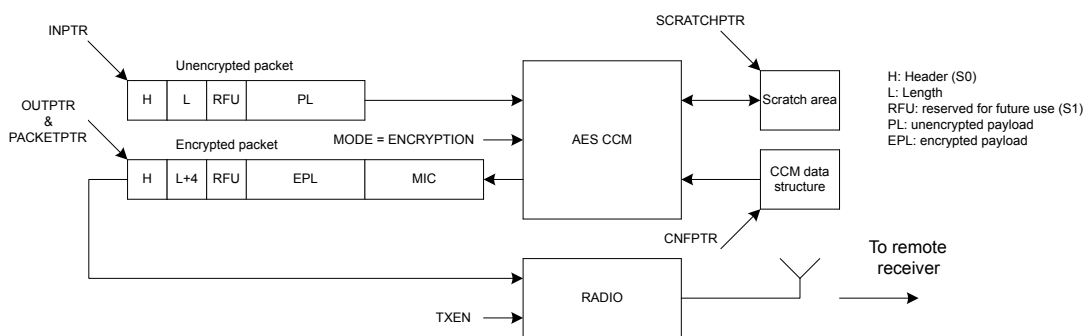 INPTR
SCRATCHPTR
Unencrypted packet
H L RFU PL
OUTPTR
&
PACKETPTR
Encrypted packet
H L+4 RFU EPL MIC
MODE = ENCRYPTION
AES CCM
Scratch area
CCM data
structure
CNFPTR
H: Header (S0)
L: Length
RFU: reserved for future use (S1)
PL: unencrypted payload
EPL: encrypted payload
To remote
receiver
RADIO
TXEN